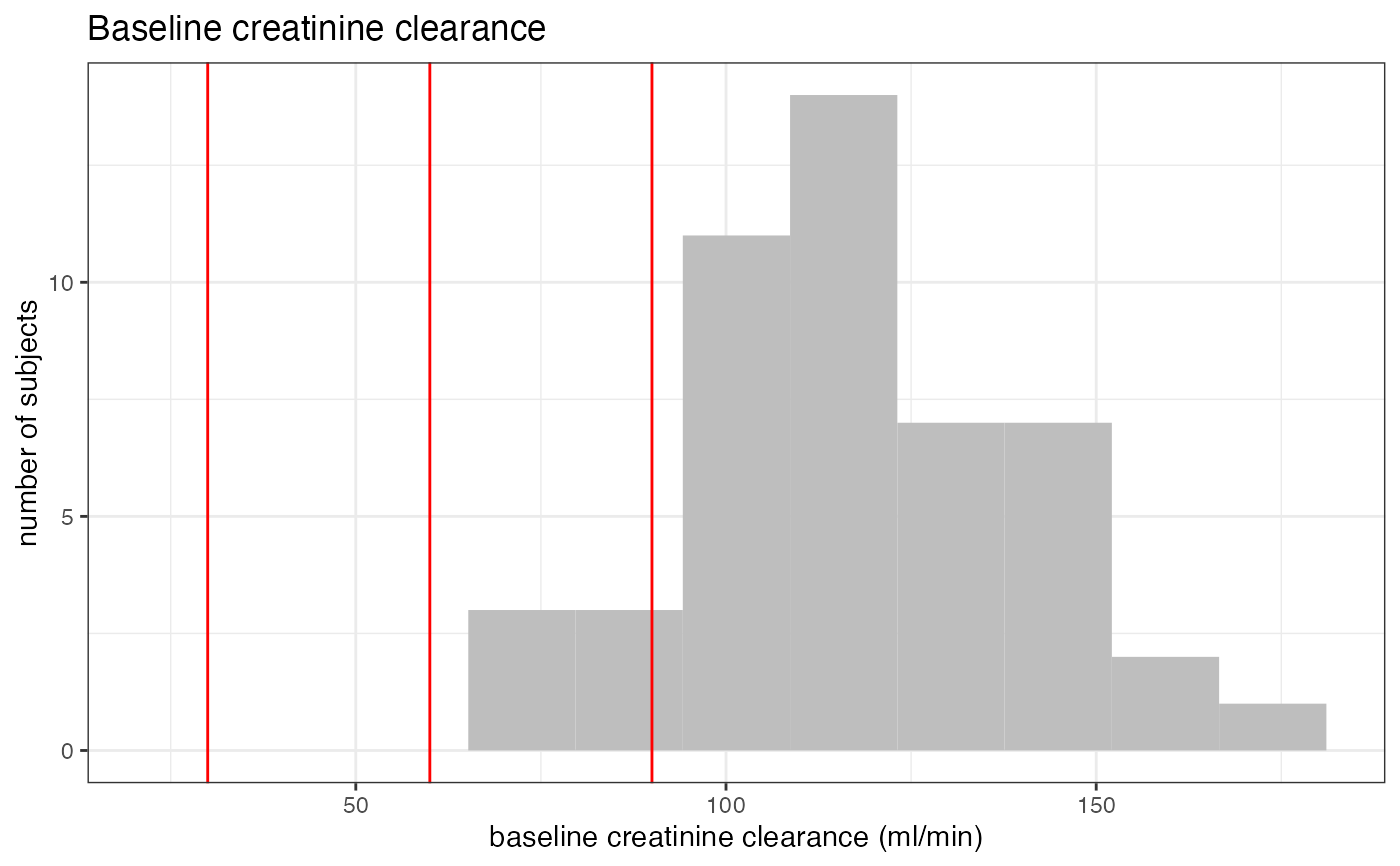 Baseline creatinine clearance
10
5
0
number of subjects
50 100 150
baseline creatinine clearance (ml/min)